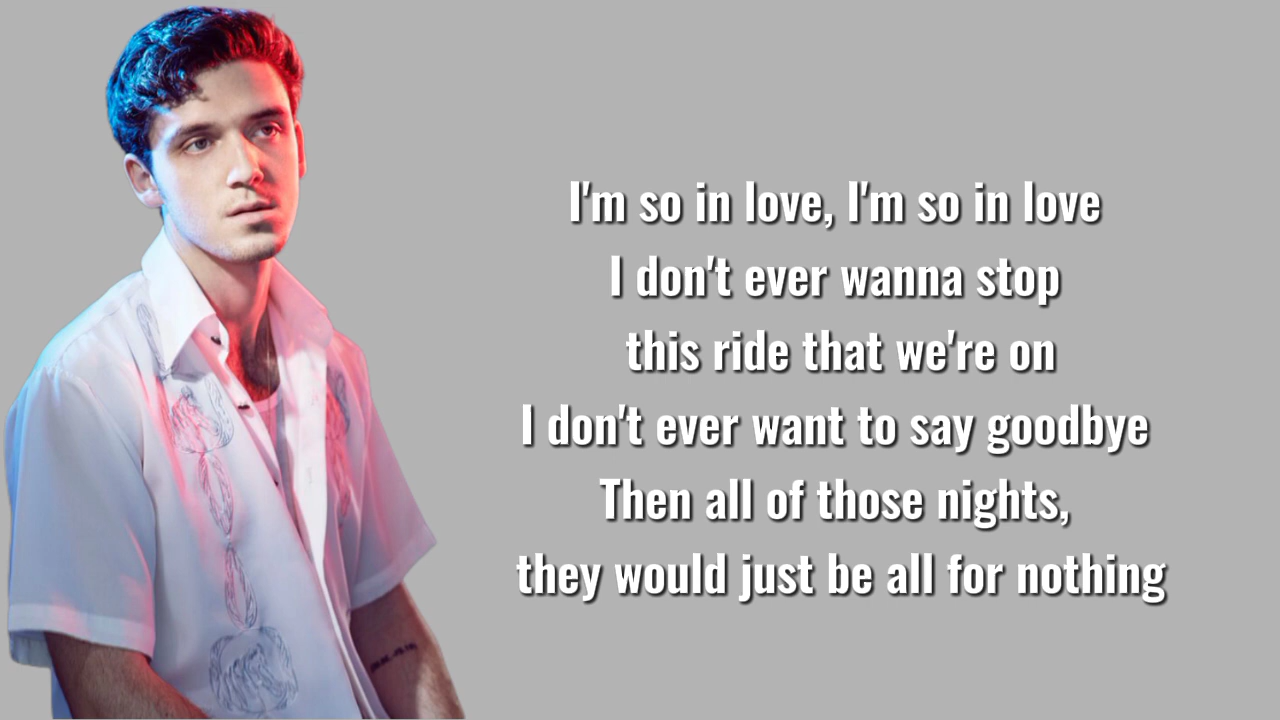 I'm so in love, I'm so in love
I don't ever wanna stop
this ride that we're on
I don't ever want to say goodbye
Then all of those nights,
they would just be all for nothing